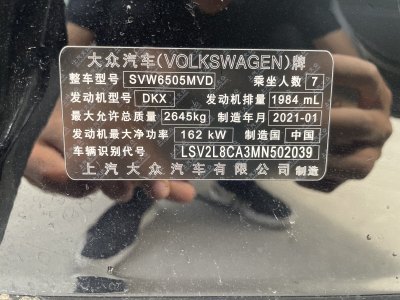 大众汽车(VOLKSWAGEN)牌
整车型号 SVW6505MVD 乘坐人数 7
发动机型号 DKX 发动机排量 1984 mL
最大允许总质量 2645kg 制造年月 2021-01
发动机最大净功率 162 kW 制造国 中国
车辆识别代号 LSV2L8CA3MN502039
上汽大众汽车有限公司 制造